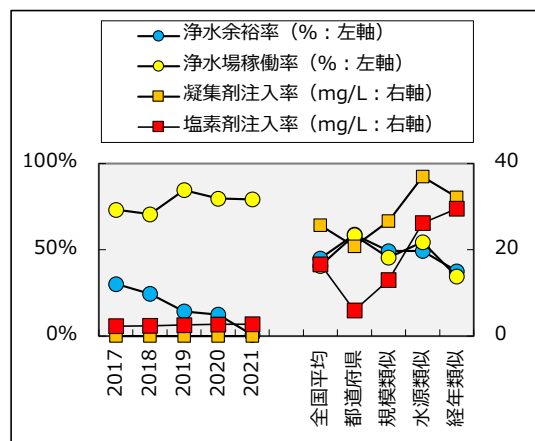 浄水余裕率（%：左軸）
浄水場稼働率（%：左軸）
凝集剤注入率（mg/L：右軸）
塩素剤注入率（mg/L：右軸）
100%
50%
0%
40
20
0
2017
2018
2019
2020
2021
全国平均
都道府県
規模類似
水源類似
経年類似